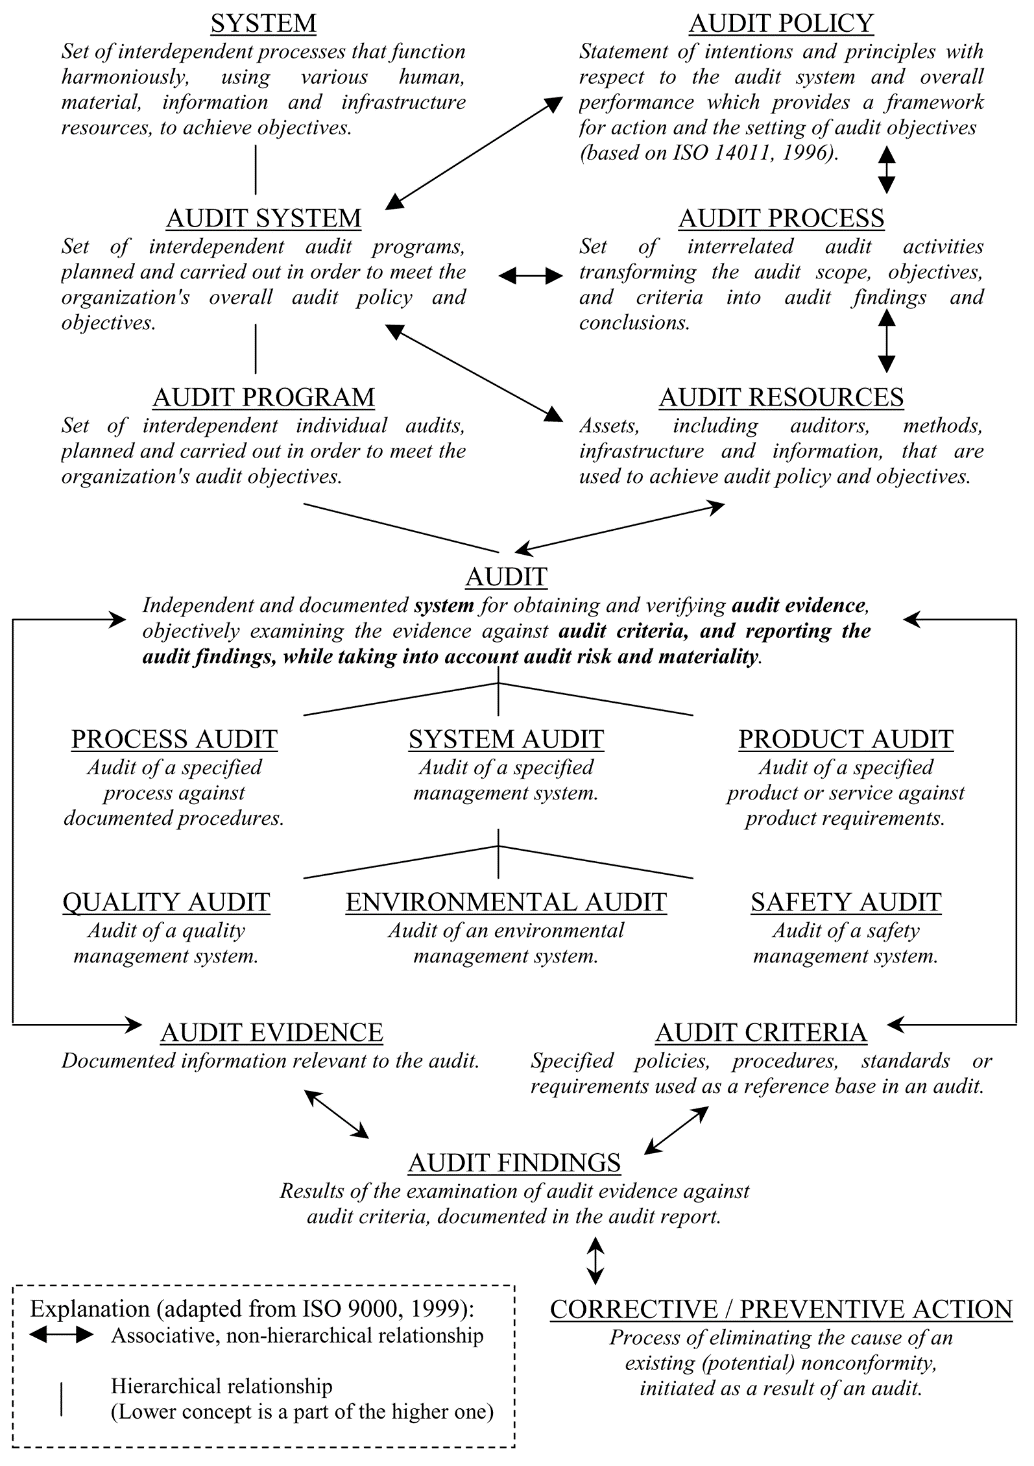 SYSTEM
Set of interdependent processes that function
harmoniously, using various human,
material, information and infrastructure
resources, to achieve objectives.
AUDIT POLICY
Statement of intentions and principles with
respect to the audit system and overall
performance which provides a framework
for action and the setting of audit objectives
(based on ISO 14011, 1996).
AUDIT SYSTEM
Set of interdependent audit programs,
planned and carried out in order to meet the
organization's overall audit policy and
objectives.
AUDIT PROCESS
Set of interrelated audit activities
transforming the audit scope, objectives,
and criteria into audit findings and
conclusions.
AUDIT PROGRAM
Set of interdependent individual audits,
planned and carried out in order to meet the
organization's audit objectives.
AUDIT RESOURCES
Assets, including auditors, methods,
infrastructure and information, that are
used to achieve audit policy and objectives.
AUDIT
Independent and documented system for obtaining and verifying audit evidence,
objectively examining the evidence against audit criteria, and reporting the
audit findings, while taking into account audit risk and materiality.
PROCESS AUDIT
Audit of a specified
process against
documented procedures.
SYSTEM AUDIT
Audit of a specified
management system.
PRODUCT AUDIT
Audit of a specified
product or service against
product requirements.
QUALITY AUDIT
Audit of a quality
management system.
ENVIRONMENTAL AUDIT
Audit of an environmental
management system.
SAFETY AUDIT
Audit of a safety
management system.
AUDIT EVIDENCE
Documented information relevant to the audit.
AUDIT CRITERIA
Specified policies, procedures, standards or
requirements used as a reference base in an audit.
AUDIT FINDINGS
Results of the examination of audit evidence against
audit criteria, documented in the audit report.
CORRECTIVE / PREVENTIVE ACTION
Process of eliminating the cause of an
existing (potential) nonconformity,
initiated as a result of an audit.
Explanation (adapted from ISO 9000, 1999):
Associative, non-hierarchical relationship
Hierarchical relationship
(Lower concept is a part of the higher one)